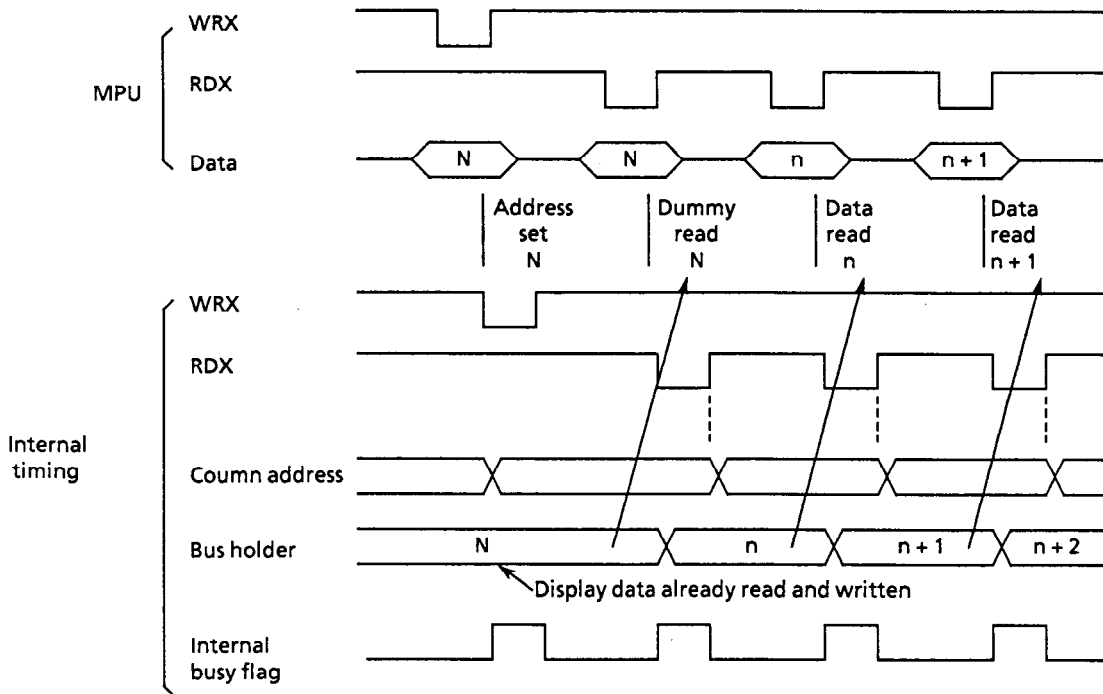 WRX
MPU
RDX
Data
N
N
n
n + 1
Address
set
N
Dummy
read
N
Data
read
n
Data
read
n + 1
WRX
RDX
Internal
timing
Coumn address
Bus holder
N
n
n + 1
n + 2
Display data already read and written
Internal
busy flag